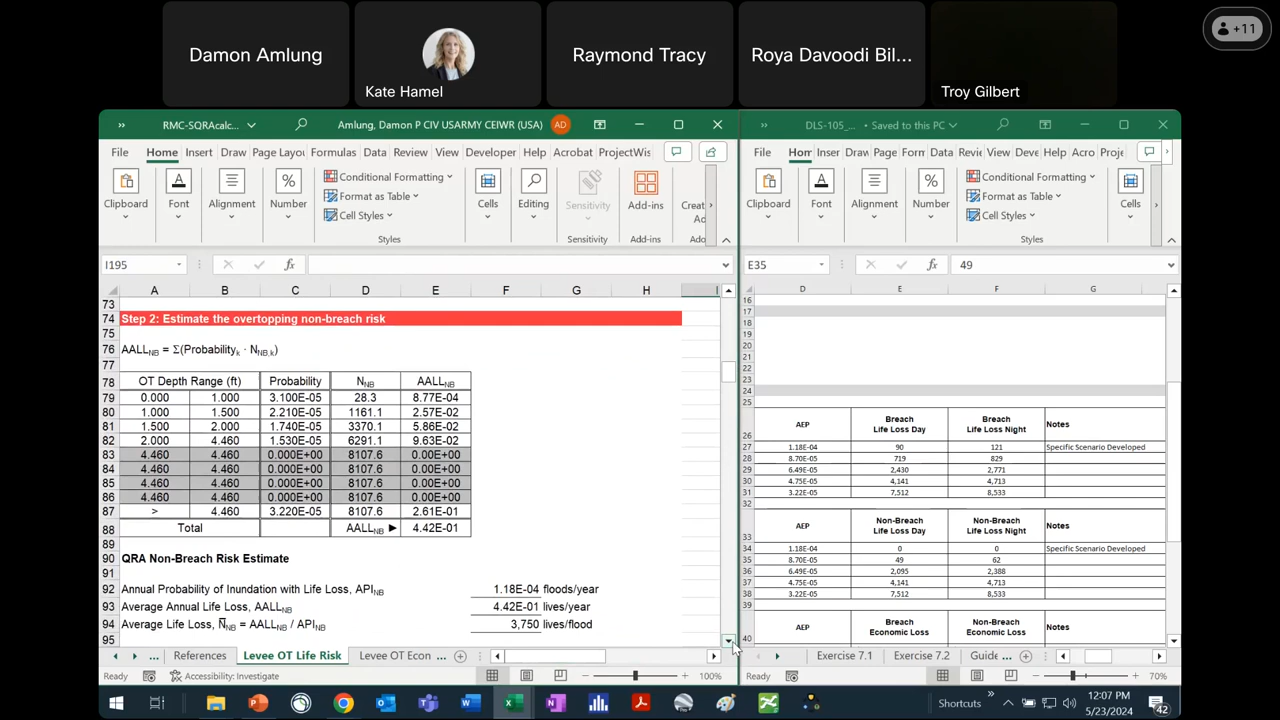 Damon Amlung
Kate Hamel
Raymond Tracy
Roya Davoodi Bil...
Troy Gilbert
+11
RMC-SQRAcalc...
Amlung, Damon P CIV USARMY CEIWR (USA)
AD
File Home Insert Draw Page Layou Formulas Data Review View Developer Help Acrobat ProjectWis
Clipboard
Font
Alignment
Number
Conditional Formatting
Format as Table
Cell Styles
Styles
Cells
Editing
Sensitivity
Sensitivity
Add-ins
Add-ins
I195
fx
A B C D E F G H I
73
74 Step 2: Estimate the overtopping non-breach risk
75
76 AALLNB = Σ(Probabilityk · NNB,k)
77
78 OT Depth Range (ft) Probability NNB AALLNB
79 0.000 1.000 3.100E-05 28.3 8.77E-04
80 1.000 1.500 2.210E-05 1161.1 2.57E-02
81 1.500 2.000 1.740E-05 3370.1 5.86E-02
82 2.000 4.460 1.530E-05 6291.1 9.63E-02
83 4.460 4.460 0.000E+00 8107.6 0.00E+00
84 4.460 4.460 0.000E+00 8107.6 0.00E+00
85 4.460 4.460 0.000E+00 8107.6 0.00E+00
86 4.460 4.460 0.000E+00 8107.6 0.00E+00
87 > 4.460 3.220E-05 8107.6 2.61E-01
88 Total AALLNB ► 4.42E-01
89
90 QRA Non-Breach Risk Estimate
91
92 Annual Probability of Inundation with Life Loss, APINB 1.18E-04 floods/year
93 Average Annual Life Loss, AALLNB 4.42E-01 lives/year
94 Average Life Loss, N̄NB = AALLNB / APINB 3,750 lives/flood
95
... References Levee OT Life Risk Levee OT Econ ...
Ready Accessibility: Investigate 100%
DLS-105_... • Saved to this PC
File Hom Inser Draw Page Form Data Revie View Deve Help Acro Proje
Clipboard
Font
Alignment
Number
Conditional Formatting
Format as Table
Cell Styles
Styles
Cells
E35
fx
49
D E F G
16
17
18
19
20
21
22
23
24
25
26 AEP Breach Life Loss Day Breach Life Loss Night Notes
27 1.18E-04 90 121 Specific Scenario Developed
28 8.70E-05 719 829
29 6.49E-05 2,430 2,771
30 4.75E-05 4,141 4,713
31 3.22E-05 7,512 8,533
32
33 AEP Non-Breach Life Loss Day Non-Breach Life Loss Night Notes
34 1.18E-04 0 0 Specific Scenario Developed
35 8.70E-05 49 62
36 6.49E-05 2,095 2,388
37 4.75E-05 4,141 4,713
38 3.22E-05 7,512 8,533
39
40 AEP Breach Economic Loss Non-Breach Economic Loss Notes
Exercise 7.1 Exercise 7.2 Guide ...
Ready 70%
Shortcuts
12:07 PM
5/23/2024
42